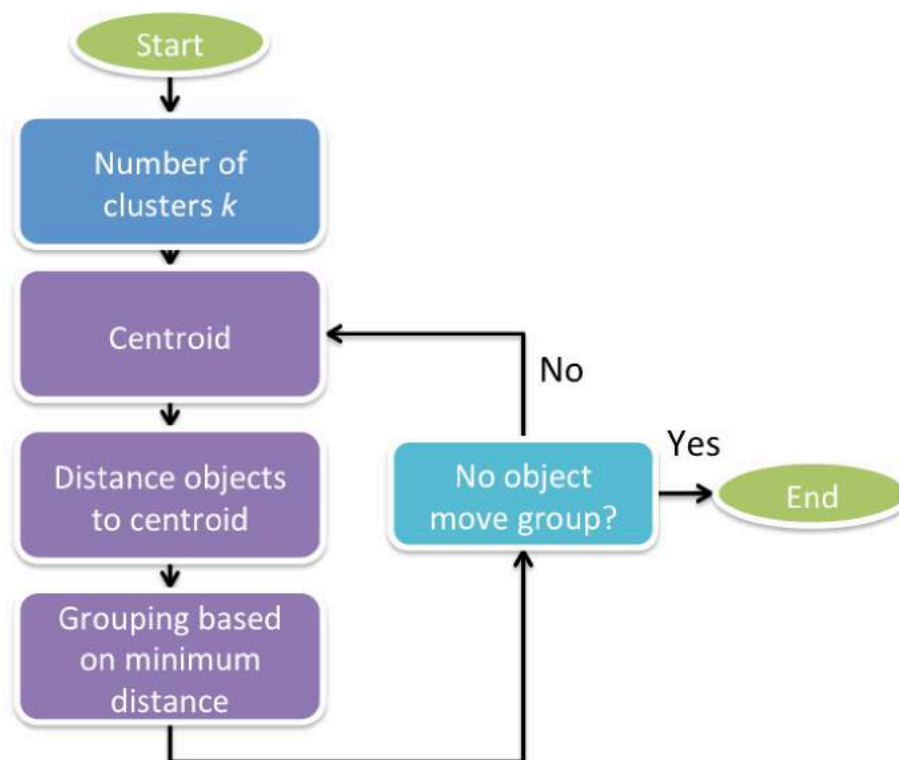 Start
Number of
clusters k
Centroid
Distance objects
to centroid
Grouping based
on minimum
distance
No object
move group?
No
Yes
End